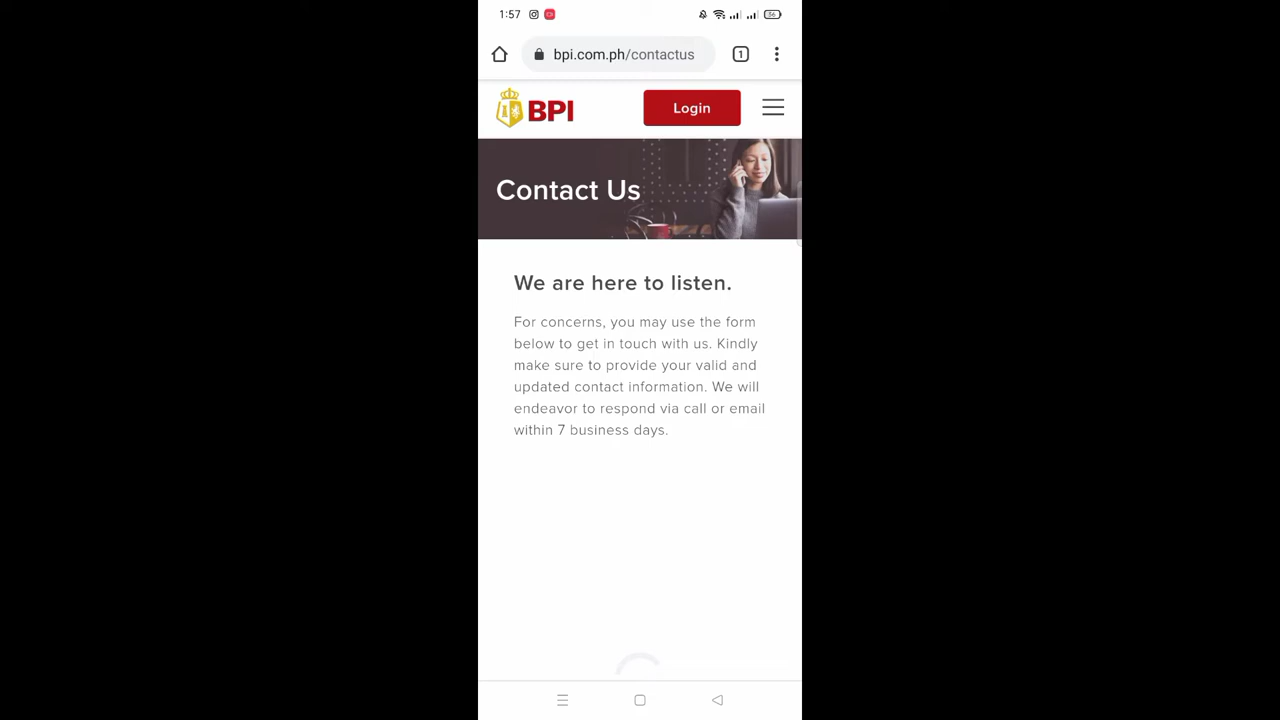 1:57
36
bpi.com.ph/contactus
1
BPI
Login
Contact Us
We are here to listen.
For concerns, you may use the form
below to get in touch with us. Kindly
make sure to provide your valid and
updated contact information. We will
endeavor to respond via call or email
within 7 business days.